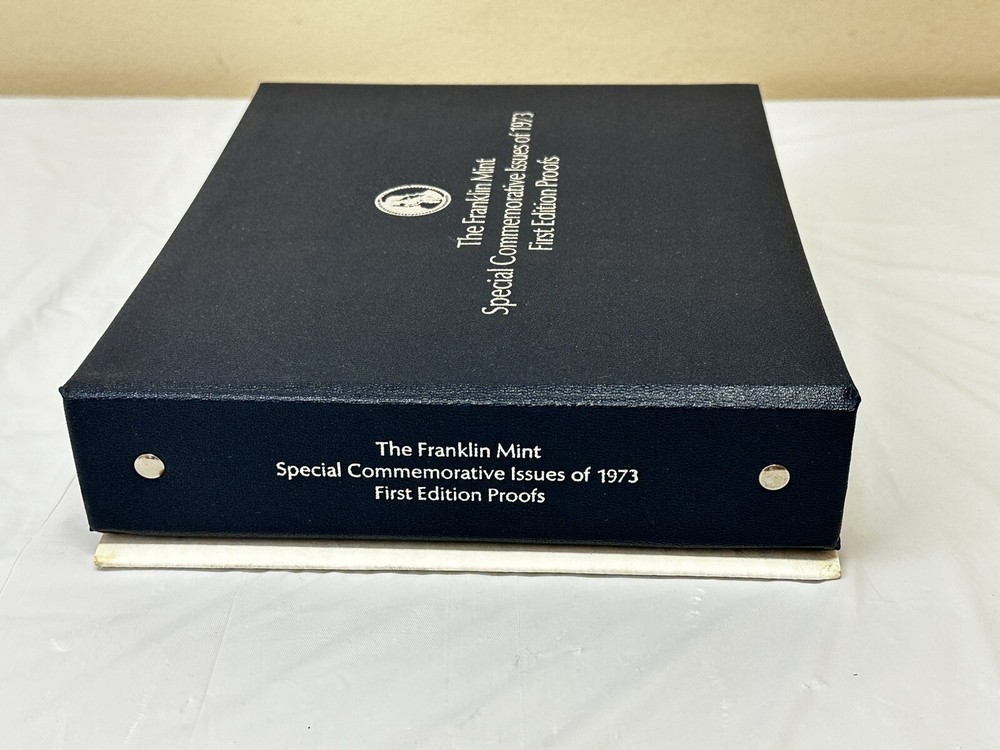 The Franklin Mint
Special Commemorative Issues of 1973
First Edition Proofs
The Franklin Mint
Special Commemorative Issues of 1973
First Edition Proofs